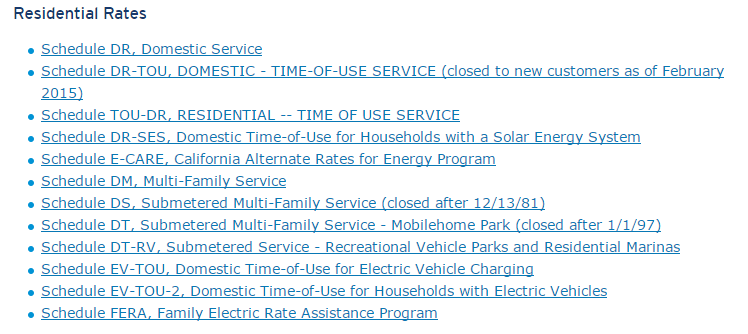 Residential Rates
Schedule DR, Domestic Service
Schedule DR-TOU, DOMESTIC - TIME-OF-USE SERVICE (closed to new customers as of February
2015)
Schedule TOU-DR, RESIDENTIAL -- TIME OF USE SERVICE
Schedule DR-SES, Domestic Time-of-Use for Households with a Solar Energy System
Schedule E-CARE, California Alternate Rates for Energy Program
Schedule DM, Multi-Family Service
Schedule DS, Submetered Multi-Family Service (closed after 12/13/81)
Schedule DT, Submetered Multi-Family Service - Mobilehome Park (closed after 1/1/97)
Schedule DT-RV, Submetered Service - Recreational Vehicle Parks and Residential Marinas
Schedule EV-TOU, Domestic Time-of-Use for Electric Vehicle Charging
Schedule EV-TOU-2, Domestic Time-of-Use for Households with Electric Vehicles
Schedule FERA, Family Electric Rate Assistance Program